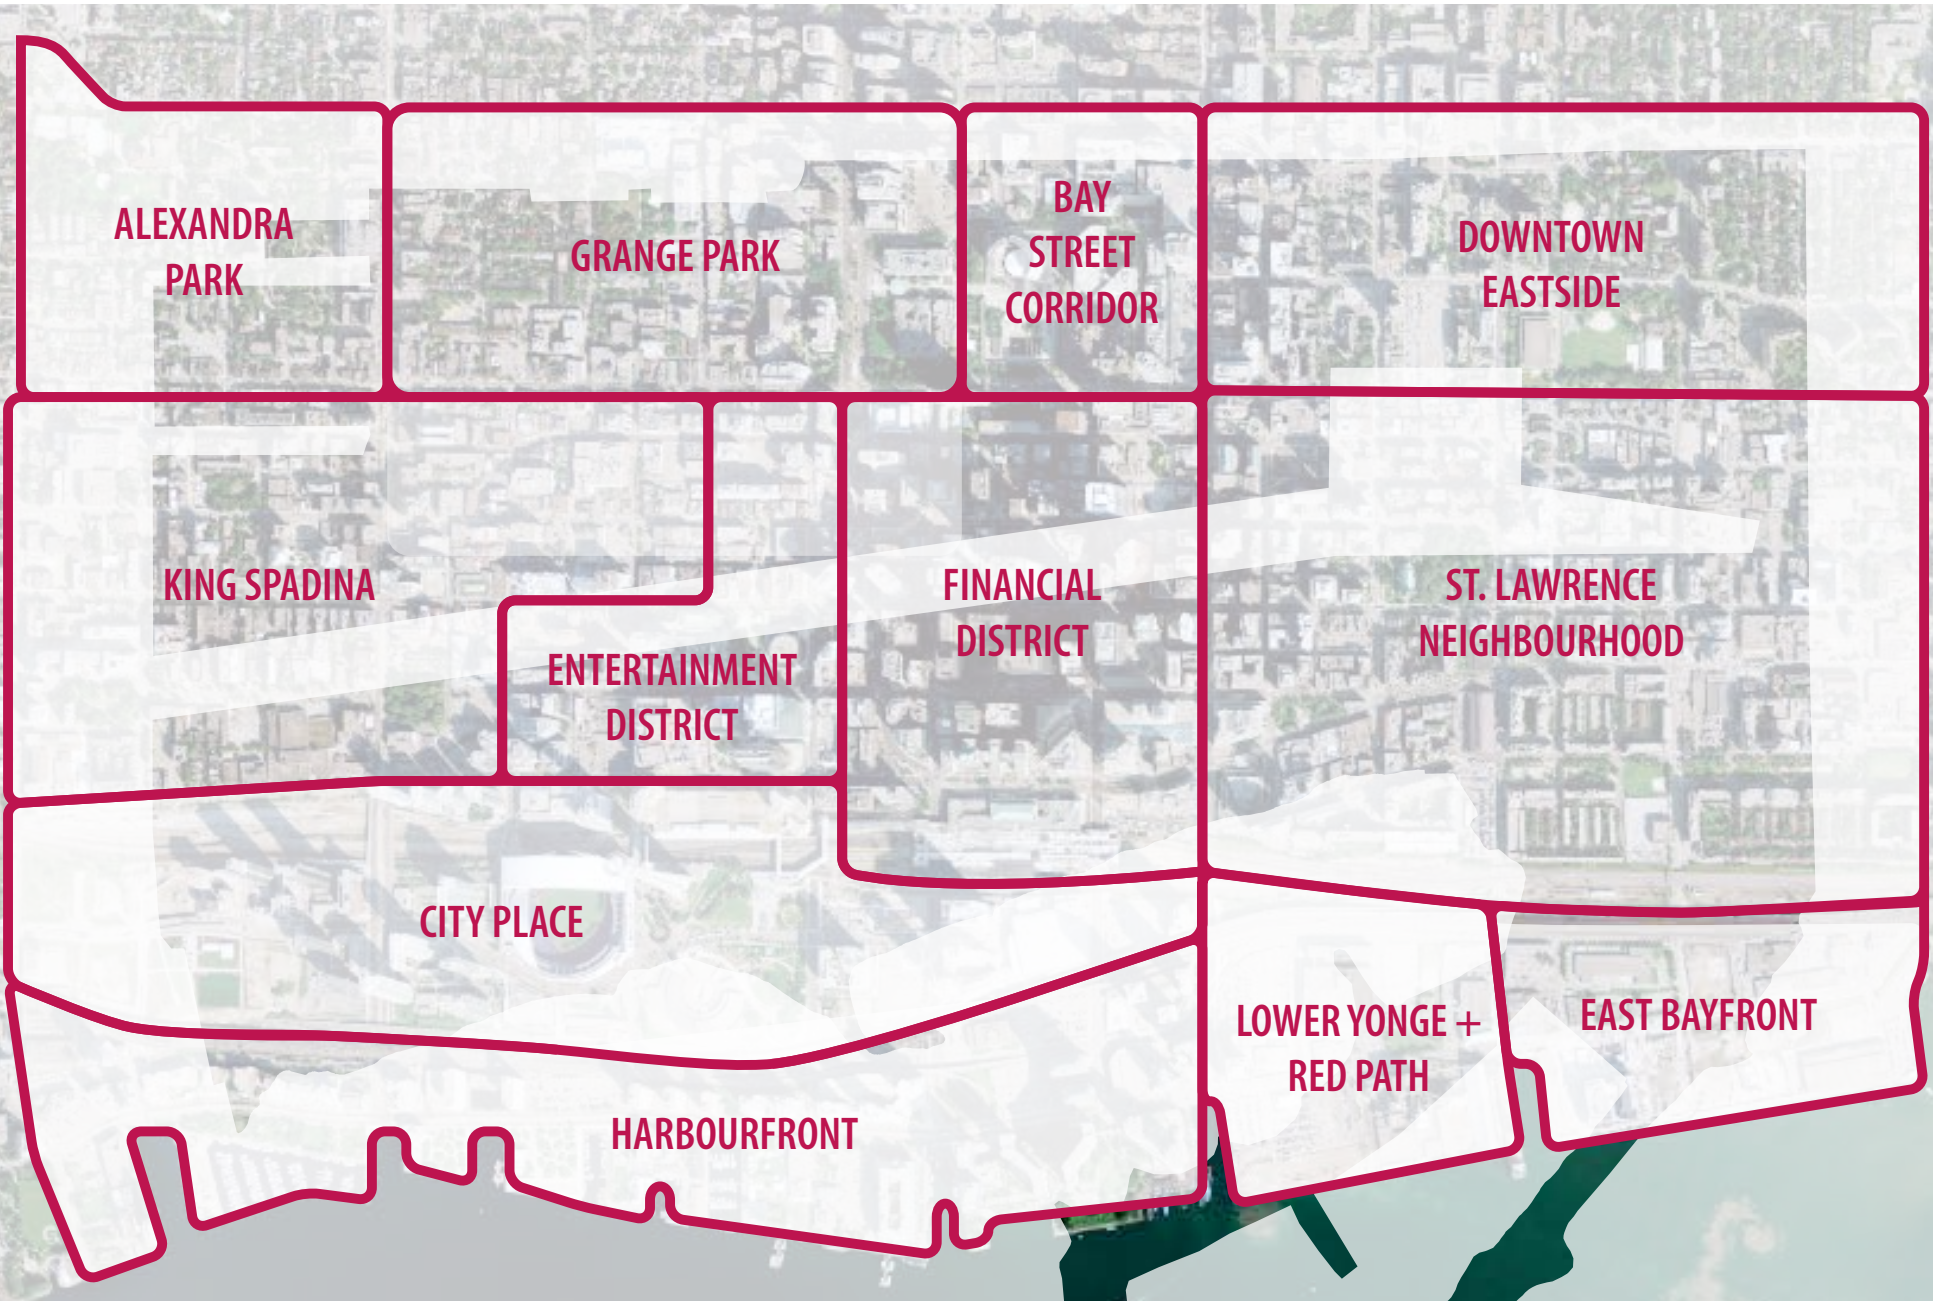 ALEXANDRA
PARK
GRANGE PARK
BAY
STREET
CORRIDOR
DOWNTOWN
EASTSIDE
KING SPADINA
ENTERTAINMENT
DISTRICT
FINANCIAL
DISTRICT
ST. LAWRENCE
NEIGHBOURHOOD
CITY PLACE
HARBOURFRONT
LOWER YONGE +
RED PATH
EAST BAYFRONT